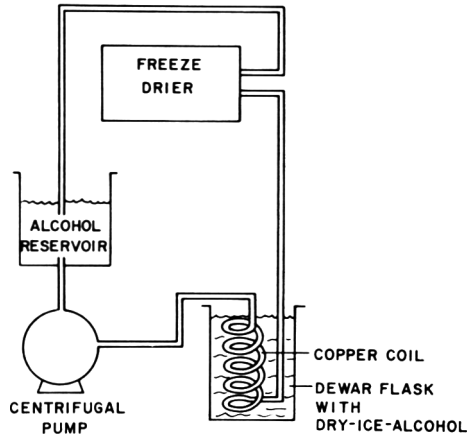 FREEZE
DRIER
ALCOHOL
RESERVOIR
COPPER COIL
DEWAR FLASK
WITH
DRY-ICE-ALCOHOL
CENTRIFUGAL
PUMP